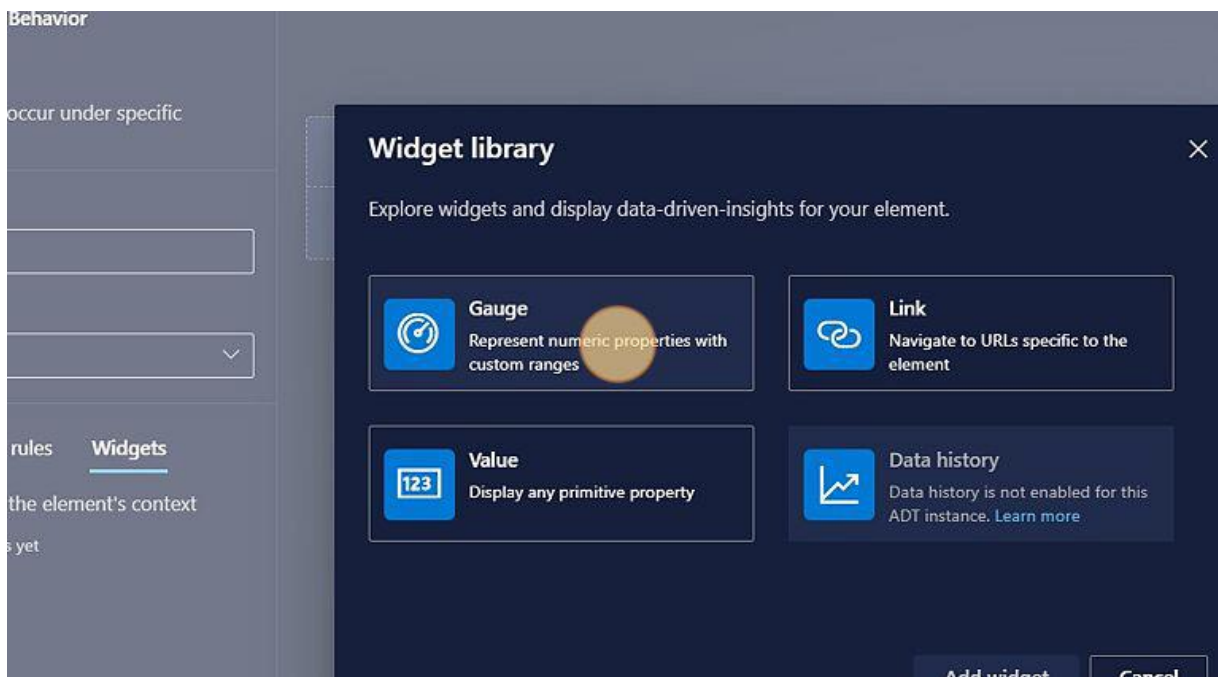 Behavior
occur under specific
Widget library
Explore widgets and display data-driven-insights for your element.
Gauge
Represent numeric properties with
custom ranges
Link
Navigate to URLs specific to the
element
rules Widgets
the element's context
s yet
Value
123
Display any primitive property
Data history
Data history is not enabled for this
ADT instance. Learn more
Add widget Cancel